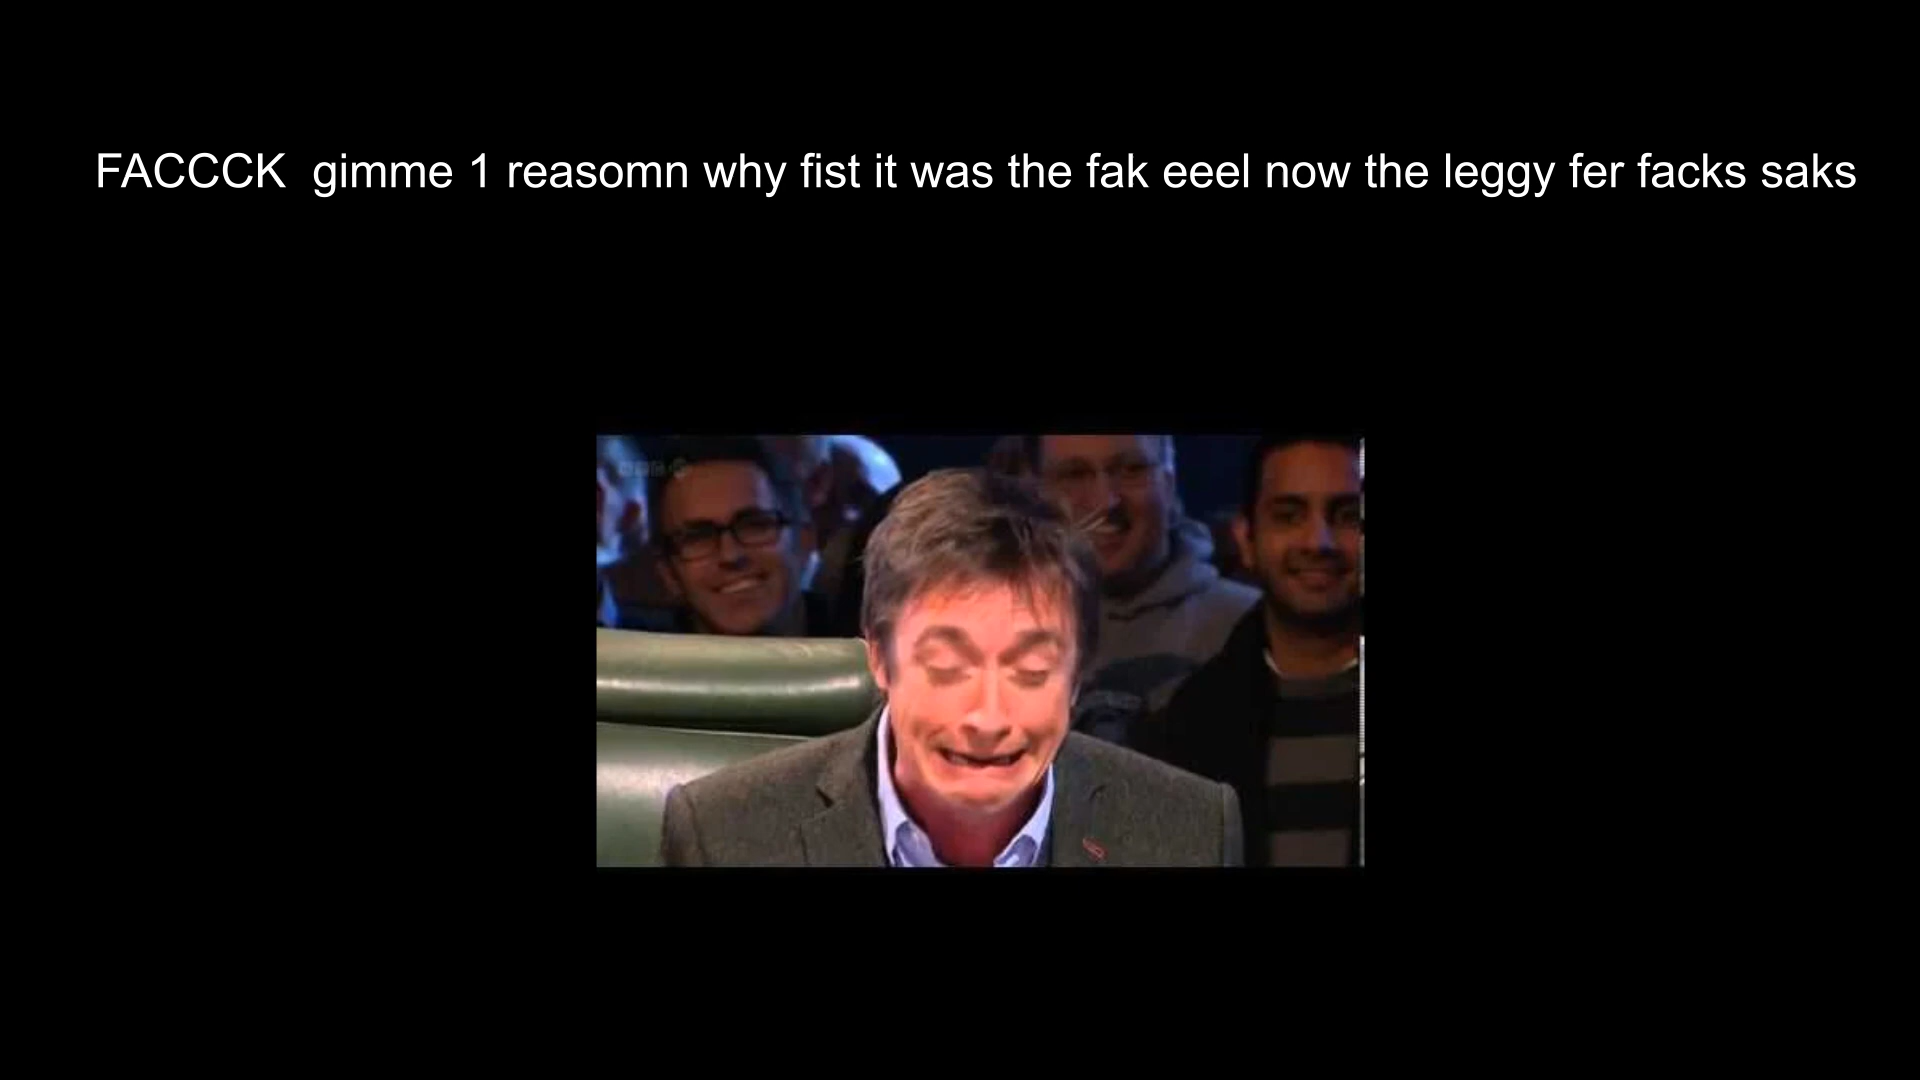 FACCCK  gimme 1 reasomn why fist it was the fak eeel now the leggy fer facks saks